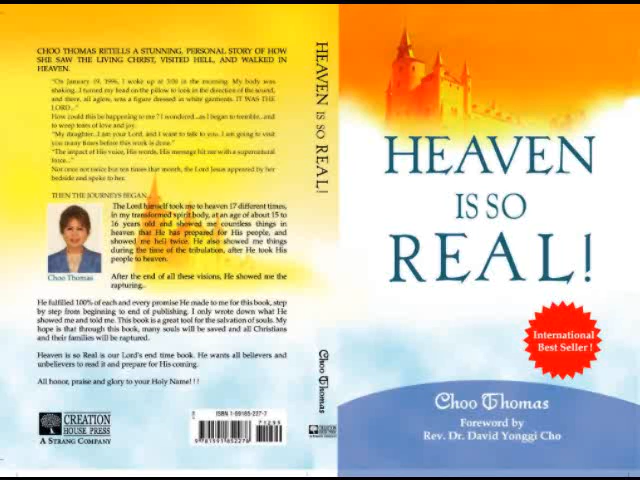 CHOO THOMAS RETELLS A STUNNING, PERSONAL STORY OF HOW
SHE SAW THE LIVING CHRIST, VISITED HELL, AND WALKED IN
HEAVEN.
"On January 19, 1996, I woke up at 3:00 in the morning. My body was
shaking. I turned my head on the pillow to look in the direction of the sound,
and there, all aglow, was a figure dressed in white garments. IT WAS THE
LORD..."
How could this be happening to me ? I wondered...as I began to tremble...and
to weep tears of love and joy.
"My daughter...I am your Lord, and I want to talk to you. I am going to visit
you many times before this work is done."
"The impact of His voice, His words, His message hit me with a supernatural
force..."
Not once not twice but ten times that month, the Lord Jesus appeared by her
bedside and spoke to her.
THEN THE JOURNEYS BEGAN..
The Lord himself took me to heaven 17 different times,
in my transformed spirit body, at an age of about 15 to
16 years old and showed me countless things in
heaven that He has prepared for His people, and
showed me hell twice. He also showed me things
during the time of the tribulation, after He took His
people to heaven.
Choo Thomas
After the end of all these visions, He showed me the
rapturing..
He fulfilled 100% of each and every promise He made to me for this book, step
by step from beginning to end of publishing. I only wrote down what He
showed me and told me. This book is a great tool for the salvation of souls. My
hope is that through this book, many souls will be saved and all Christians
and their families will be raptured.
Heaven is so Real is our Lord's end time book. He wants all believers and
unbelievers to read it and prepare for His coming.
All honor, praise and glory to your Holy Name! ! !
CREATION
HOUSE PRESS
A STRANG COMPANY
ISBN 1-59185-227-7
71299
9 781591 852278
HEAVEN IS SO REAL!
Choo Thomas
CREATION
HOUSE PRESS
A STRANG COMPANY
HEAVEN
IS SO
REAL!
International
Best Seller !
Choo Thomas
Foreword by
Rev. Dr. David Yonggi Cho